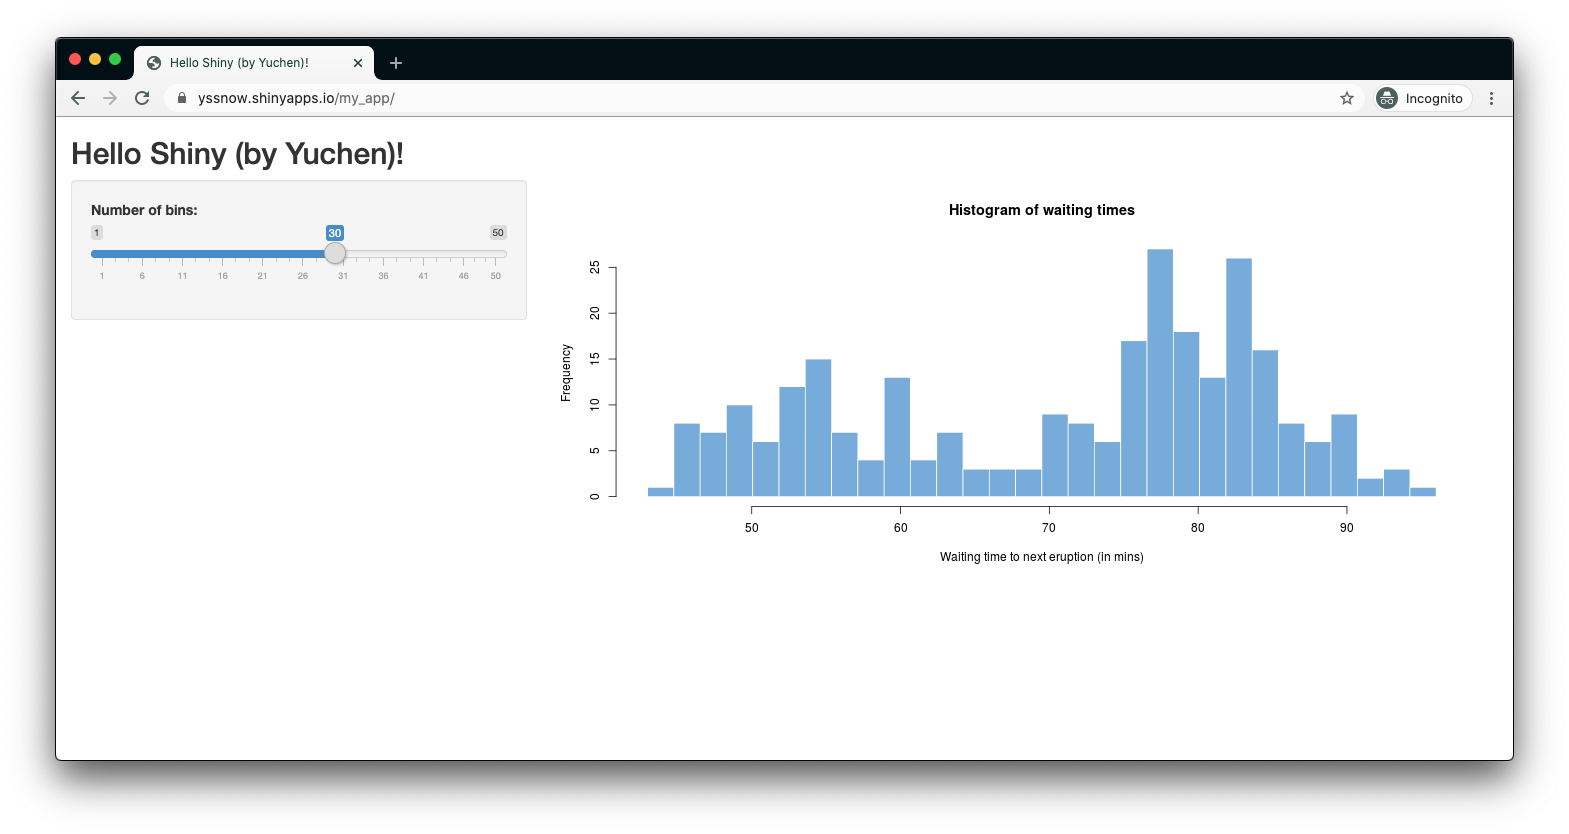 Hello Shiny (by Yuchen)!
yssnow.shinyapps.io/my_app/
Incognito
Hello Shiny (by Yuchen)!
Number of bins:
1 30 50
1 6 11 16 21 26 31 36 41 46 50
Histogram of waiting times
Frequency
25
20
15
10
5
0
50 60 70 80 90
Waiting time to next eruption (in mins)